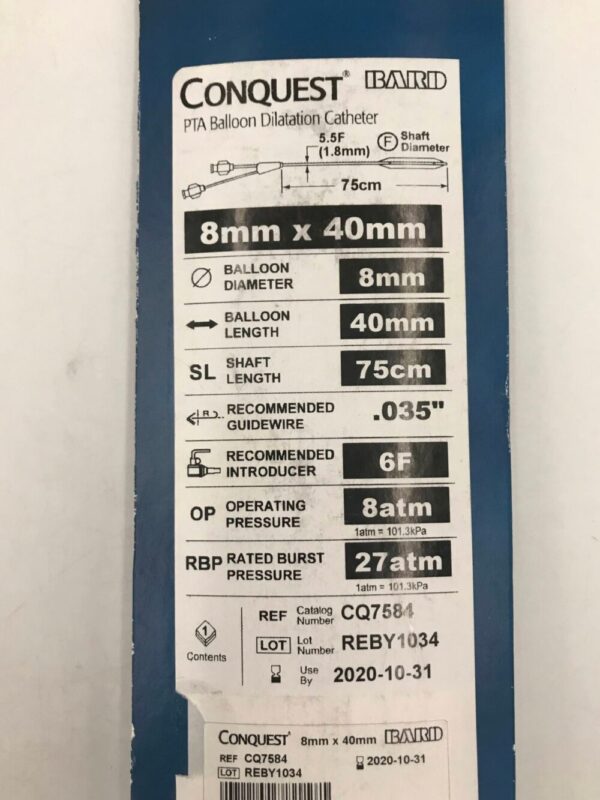 CONQUEST® BARD
PTA Balloon Dilatation Catheter
5.5F
(1.8mm)
F Shaft
Diameter
75cm
8mm x 40mm
BALLOON
DIAMETER
8mm
BALLOON
LENGTH
40mm
SL SHAFT
LENGTH
75cm
R RECOMMENDED
GUIDEWIRE
.035"
RECOMMENDED
INTRODUCER
6F
OP OPERATING
PRESSURE
8atm
1atm = 101.3kPa
RBP RATED BURST
PRESSURE
27atm
1atm = 101.3kPa
1
Contents
REF Catalog
Number CQ7584
LOT Lot
Number REBY1034
Use
By 2020-10-31
CONQUEST® 8mm x 40mm BARD
REF CQ7584 2020-10-31
LOT REBY1034